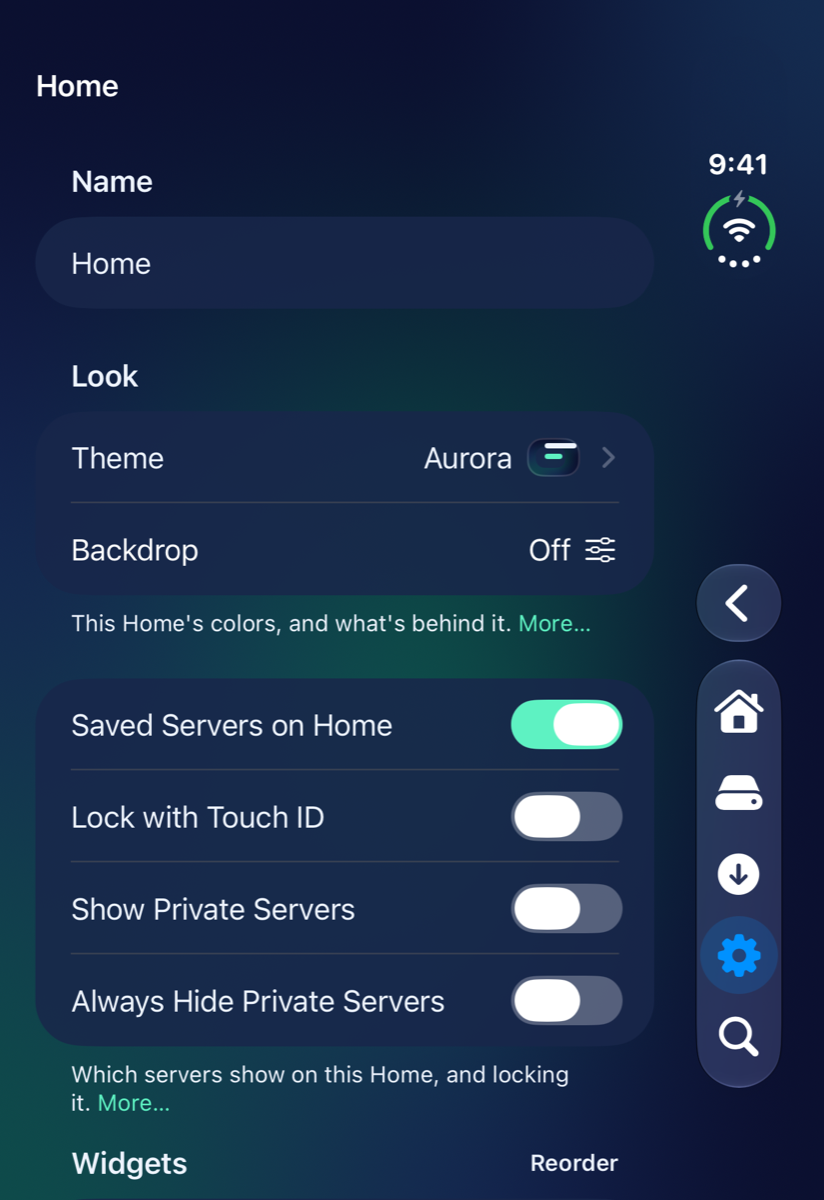 Home
9:41
Name
Home
Look
Theme
Aurora
Backdrop
Off
This Home's colors, and what's behind it. More...
Saved Servers on Home
Lock with Touch ID
Show Private Servers
Always Hide Private Servers
Which servers show on this Home, and locking
it. More...
Widgets
Reorder